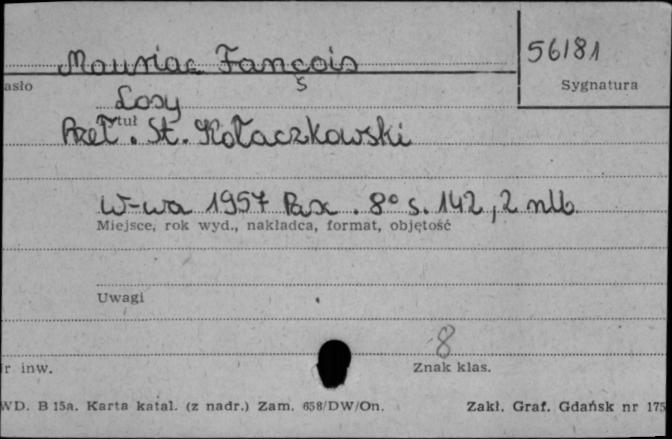 Mauriac Fançois 56181
asło ś Sygnatura
Losy
tuł
Przeł. St. Kołaczkowski
W-wa 1957 Pax. 8° s. 142, 2 nlb.
Miejsce, rok wyd., nakładca, format, objętość
Uwagi
8
r inw. Znak klas.
WD. B 15a. Karta katal. (z nadr.) Zam. 658/DW/On. Zakł. Graf. Gdańsk nr 175